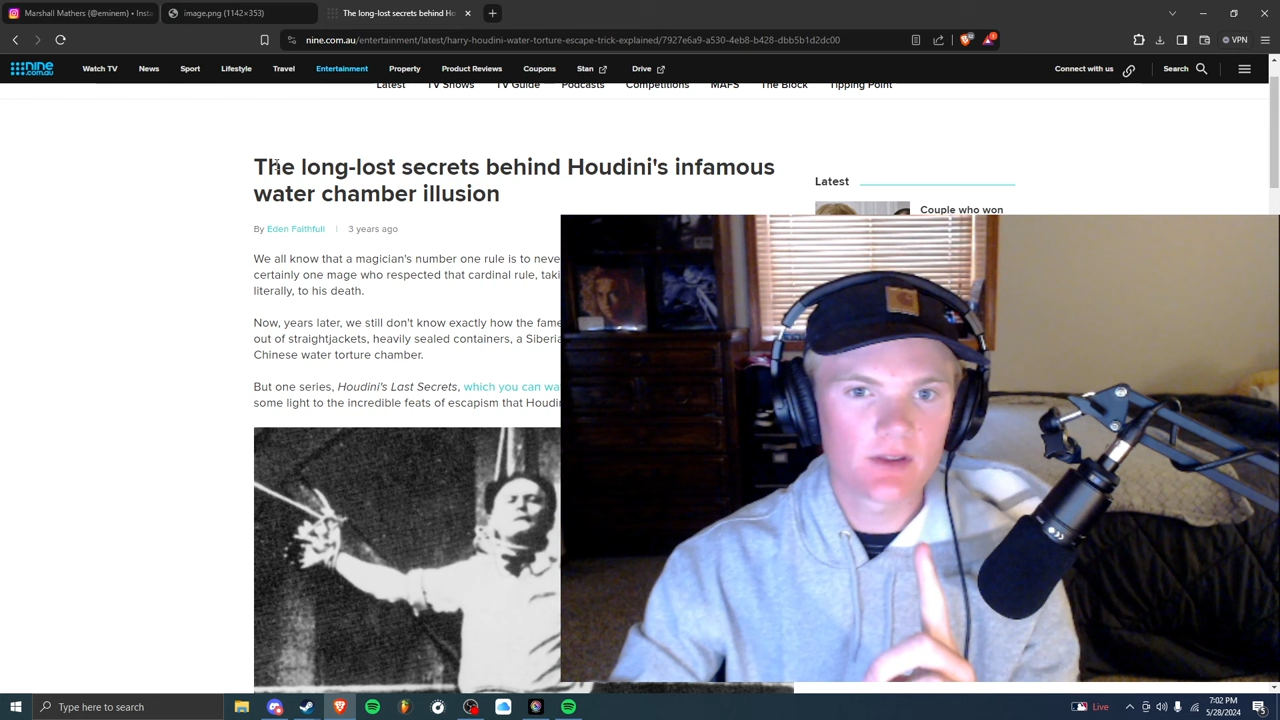 Marshall Mathers (@eminem) • Insta
image.png (1142×353)
The long-lost secrets behind Ho
nine.com.au/entertainment/latest/harry-houdini-water-torture-escape-trick-explained/7927e6a9-a530-4eb8-b428-dbb5b1d2dc00
VPN
nine.com.au
Watch TV
News
Sport
Lifestyle
Travel
Entertainment
Property
Product Reviews
Coupons
Stan
Drive
Connect with us
Search
Latest
TV Shows
TV Guide
Podcasts
Competitions
MAFS
The Block
Tipping Point
The long-lost secrets behind Houdini's infamous
water chamber illusion
By Eden Faithfull | 3 years ago
We all know that a magician's number one rule is to neve
certainly one mage who respected that cardinal rule, taki
literally, to his death.
Now, years later, we still don't know exactly how the fame
out of straightjackets, heavily sealed containers, a Siberia
Chinese water torture chamber.
But one series, Houdini's Last Secrets, which you can wa
some light to the incredible feats of escapism that Houdi
Latest
Couple who won
Type here to search
Live
7:02 PM
5/28/2024